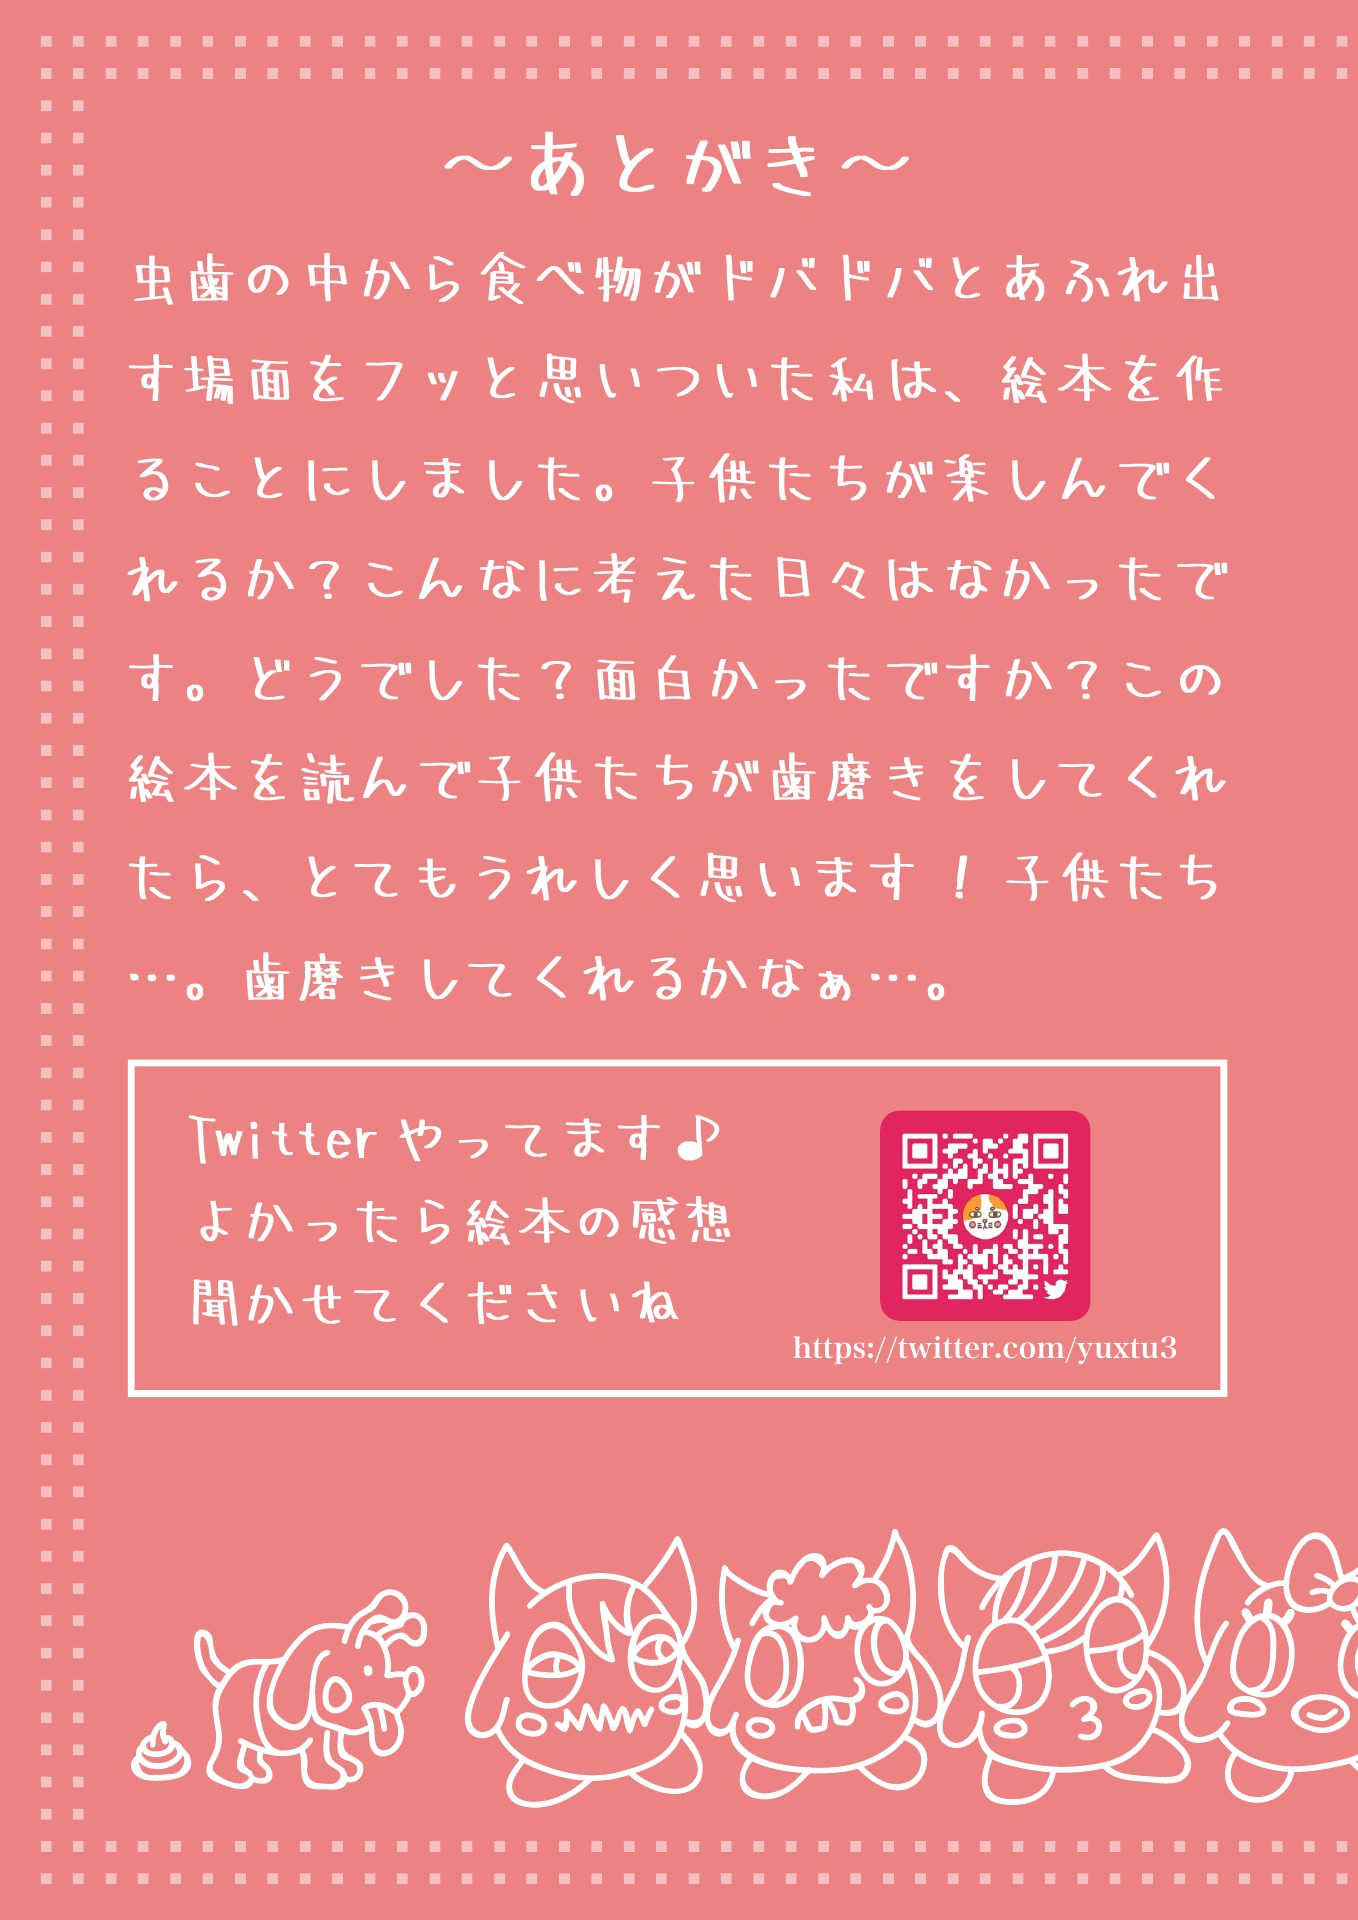 ～あとがき～
虫歯の中から食べ物がドバドバとあふれ出
す場面をフッと思いついた私は、絵本を作
ることにしました。子供たちが楽しんでく
れるか？こんなに考えた日々はなかったで
す。どうでした？面白かったですか？この
絵本を読んで子供たちが歯磨きをしてくれ
たら、とてもうれしく思います！子供たち
…。歯磨きしてくれるかなぁ…。
Twitterやってます♪
よかったら絵本の感想
聞かせてくださいね
https://twitter.com/yuxtu3